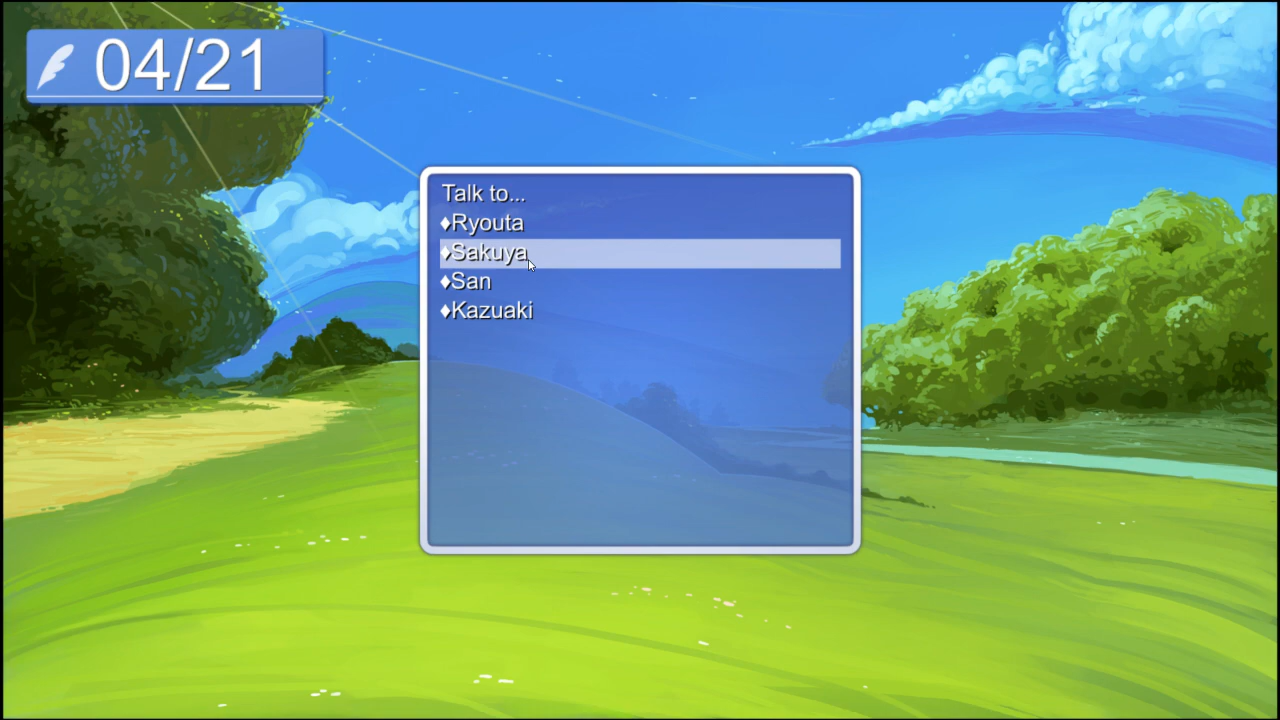 04/21
Talk to...
♦Ryouta
♦Sakuya
♦San
♦Kazuaki